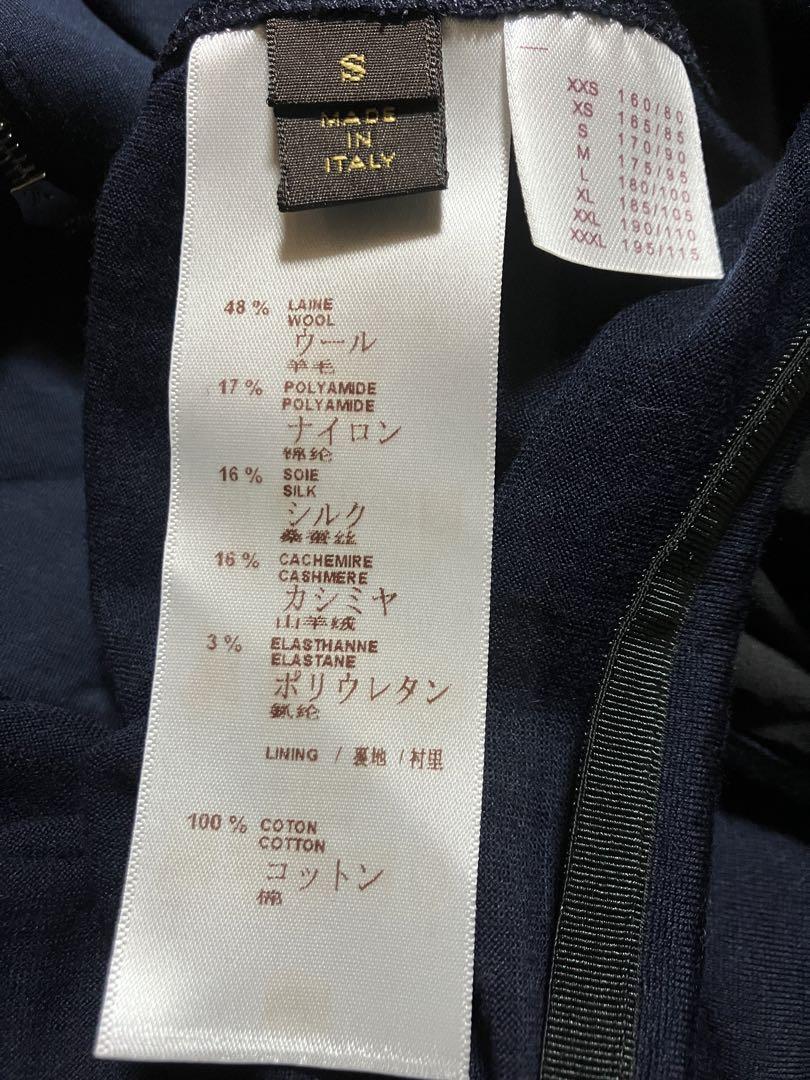 S
MADE
IN
ITALY
XXS 160/80
XS 165/85
S 170/90
M 175/95
L 180/100
XL 185/105
XXL 190/110
XXXL 195/115
48 % LAINE
WOOL
ウール
羊毛
17 % POLYAMIDE
POLYAMIDE
ナイロン
锦纶
16 % SOIE
SILK
シルク
桑蚕丝
16 % CACHEMIRE
CASHMERE
カシミヤ
山羊绒
3 % ELASTHANNE
ELASTANE
ポリウレタン
氨纶
LINING / 裏地 / 衬里
100 % COTON
COTTON
コットン
棉